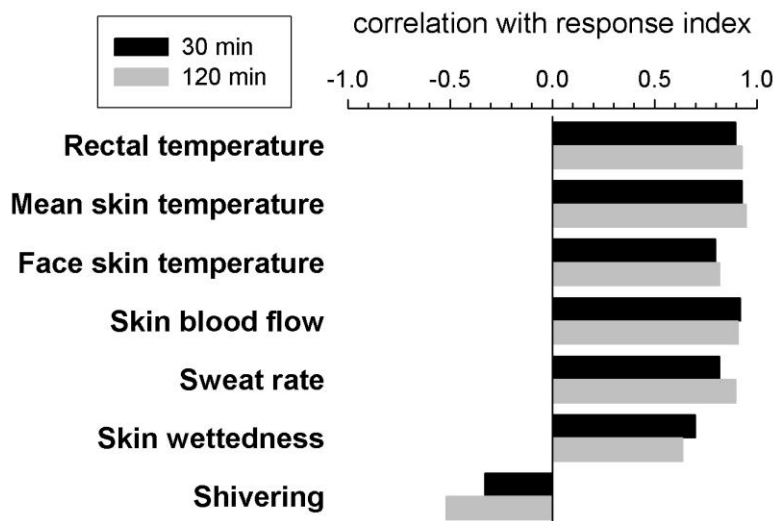 correlation with response index
30 min
120 min
-1.0 -0.5 0.0 0.5 1.0
Rectal temperature
Mean skin temperature
Face skin temperature
Skin blood flow
Sweat rate
Skin wettedness
Shivering